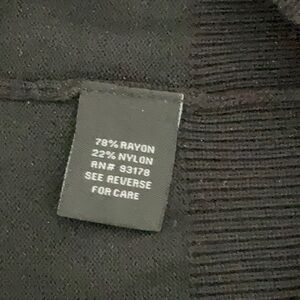 78% RAYON
22% NYLON
RN# 93178
SEE REVERSE
FOR CARE